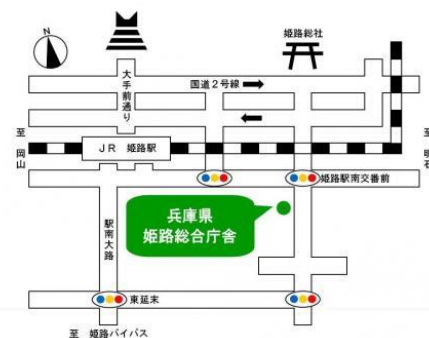 N
姫路総社
国道2号線
大手前通り
至 岡山
JR 姫路駅
至 明石
姫路駅南交番前
兵庫県
姫路総合庁舎
駅南大路
東延末
至 姫路バイパス